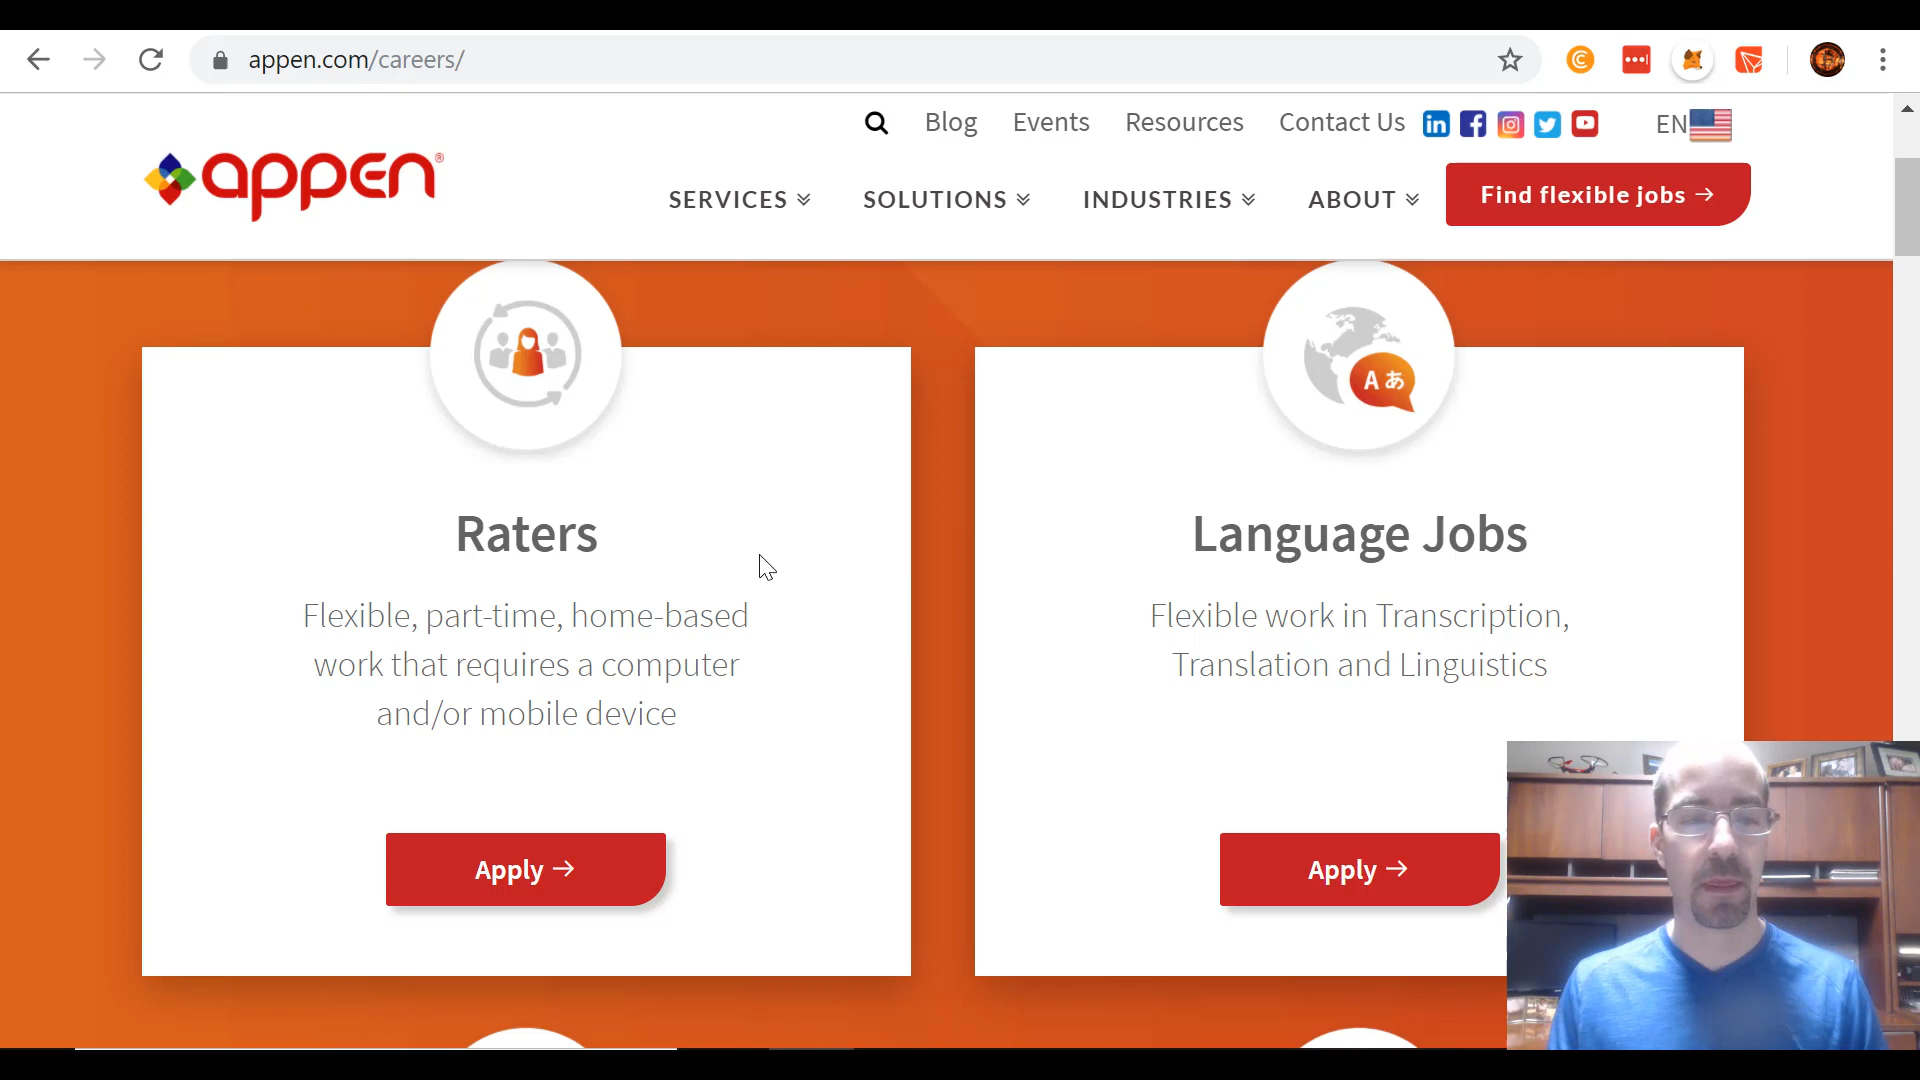 appen.com/careers/
Blog Events Resources Contact Us EN
appen®
SERVICES SOLUTIONS INDUSTRIES ABOUT Find flexible jobs →
A あ
Raters
Flexible, part-time, home-based
work that requires a computer
and/or mobile device
Apply →
Language Jobs
Flexible work in Transcription,
Translation and Linguistics
Apply →